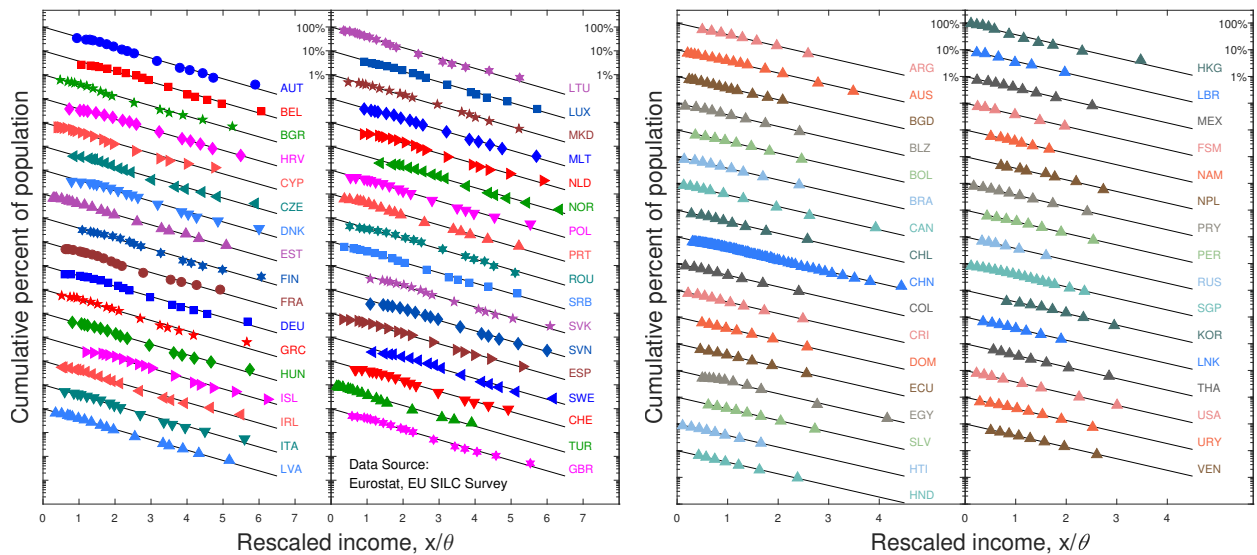 Cumulative percent of population
100%
10%
1%
AUT
BEL
BGR
HRV
CYP
CZE
DNK
EST
FIN
FRA
DEU
GRC
HUN
ISL
IRL
ITA
LVA
100%
10%
1%
LTU
LUX
MKD
MLT
NLD
NOR
POL
PRT
ROU
SRB
SVK
SVN
ESP
SWE
CHE
TUR
GBR
Data Source:
Eurostat, EU SILC Survey
0 1 2 3 4 5 6 7 0 1 2 3 4 5 6 7
Rescaled income, x/θ
Cumulative percent of population
100%
10%
1%
ARG
AUS
BGD
BLZ
BOL
BRA
CAN
CHL
CHN
COL
CRI
DOM
ECU
EGY
SLV
HTI
HND
100%
10%
1%
HKG
LBR
MEX
FSM
NAM
NPL
PRY
PER
RUS
SGP
KOR
LNK
THA
USA
URY
VEN
0 1 2 3 4 0 1 2 3 4
Rescaled income, x/θ